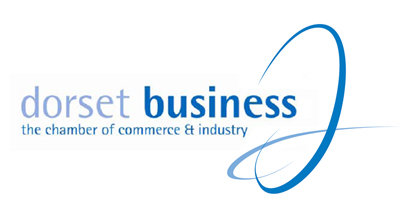 dorset business
the chamber of commerce & industry